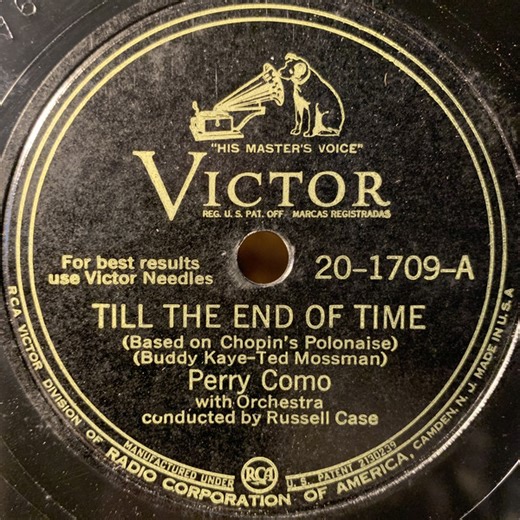 "HIS MASTER'S VOICE"
VICTOR
REG. U.S. PAT. OFF MARCAS REGISTRADAS
For best results
use Victor Needles
20-1709-A
TILL THE END OF TIME
(Based on Chopin's Polonaise)
(Buddy Kaye-Ted Mossman)
Perry Como
with Orchestra
conducted by Russell Case
MANUFACTURED UNDER RCA U. S. PATENT 2130239
RCA VICTOR DIVISION OF RADIO CORPORATION OF AMERICA, CAMDEN, N. J. MADE IN U.S.A